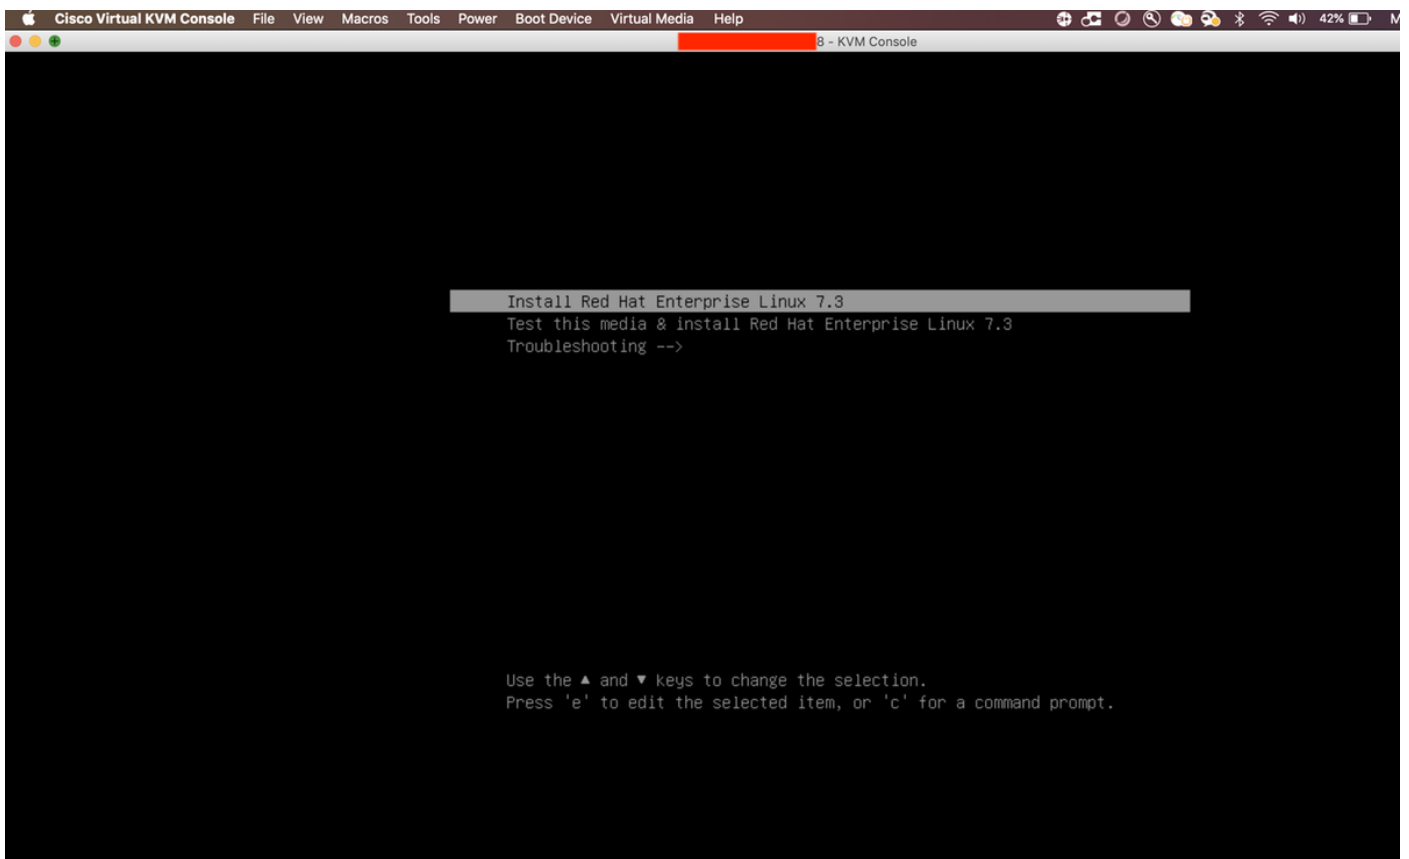 Cisco Virtual KVM Console File View Macros Tools Power Boot Device Virtual Media Help 42%
8 - KVM Console
Install Red Hat Enterprise Linux 7.3
Test this media & install Red Hat Enterprise Linux 7.3
Troubleshooting -->
Use the ▲ and ▼ keys to change the selection.
Press 'e' to edit the selected item, or 'c' for a command prompt.